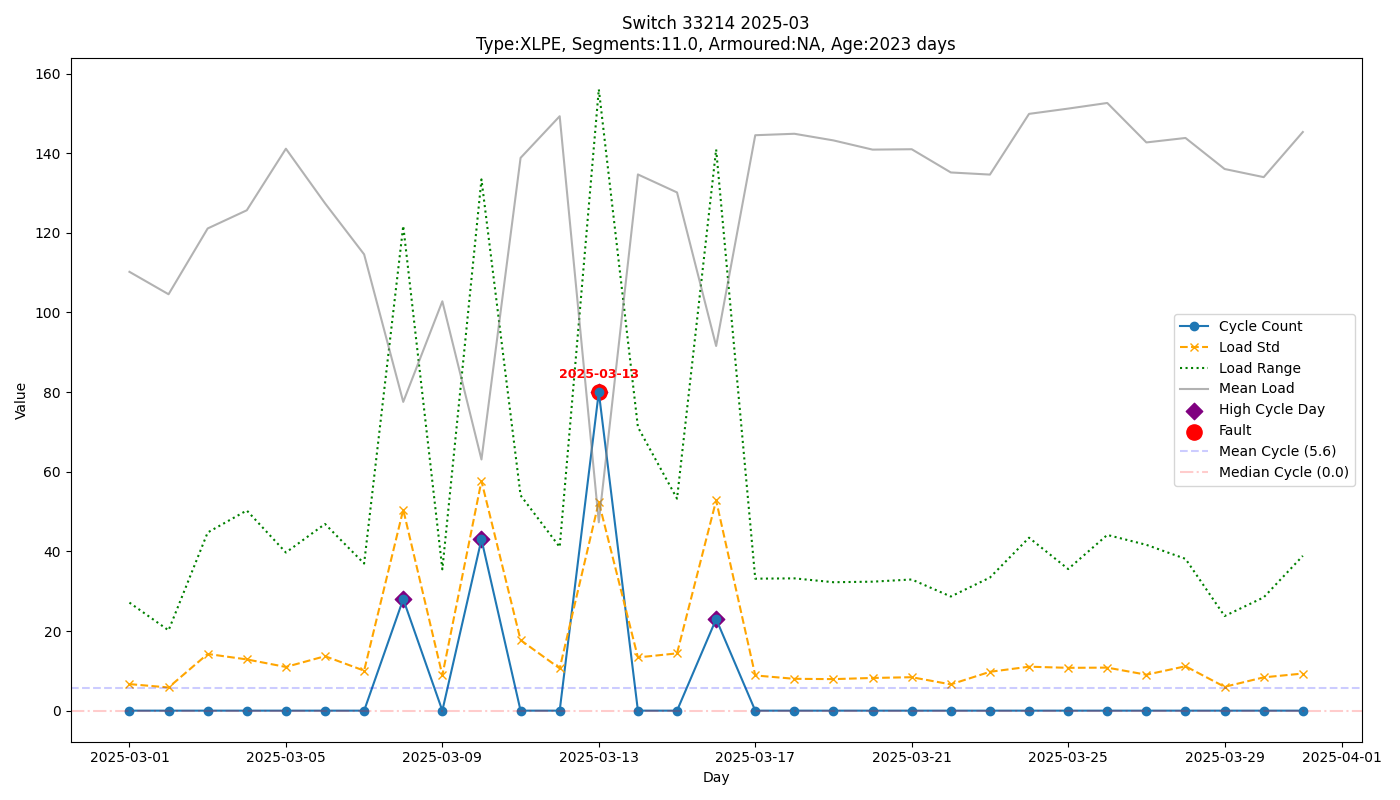 Switch 33214 2025-03
Type:XLPE, Segments:11.0, Armoured:NA, Age:2023 days
Value
160
140
120
100
80
60
40
20
0
2025-03-13
Cycle Count
Load Std
Load Range
Mean Load
High Cycle Day
Fault
Mean Cycle (5.6)
Median Cycle (0.0)
2025-03-01
2025-03-05
2025-03-09
2025-03-13
2025-03-17
2025-03-21
2025-03-25
2025-03-29
2025-04-01
Day